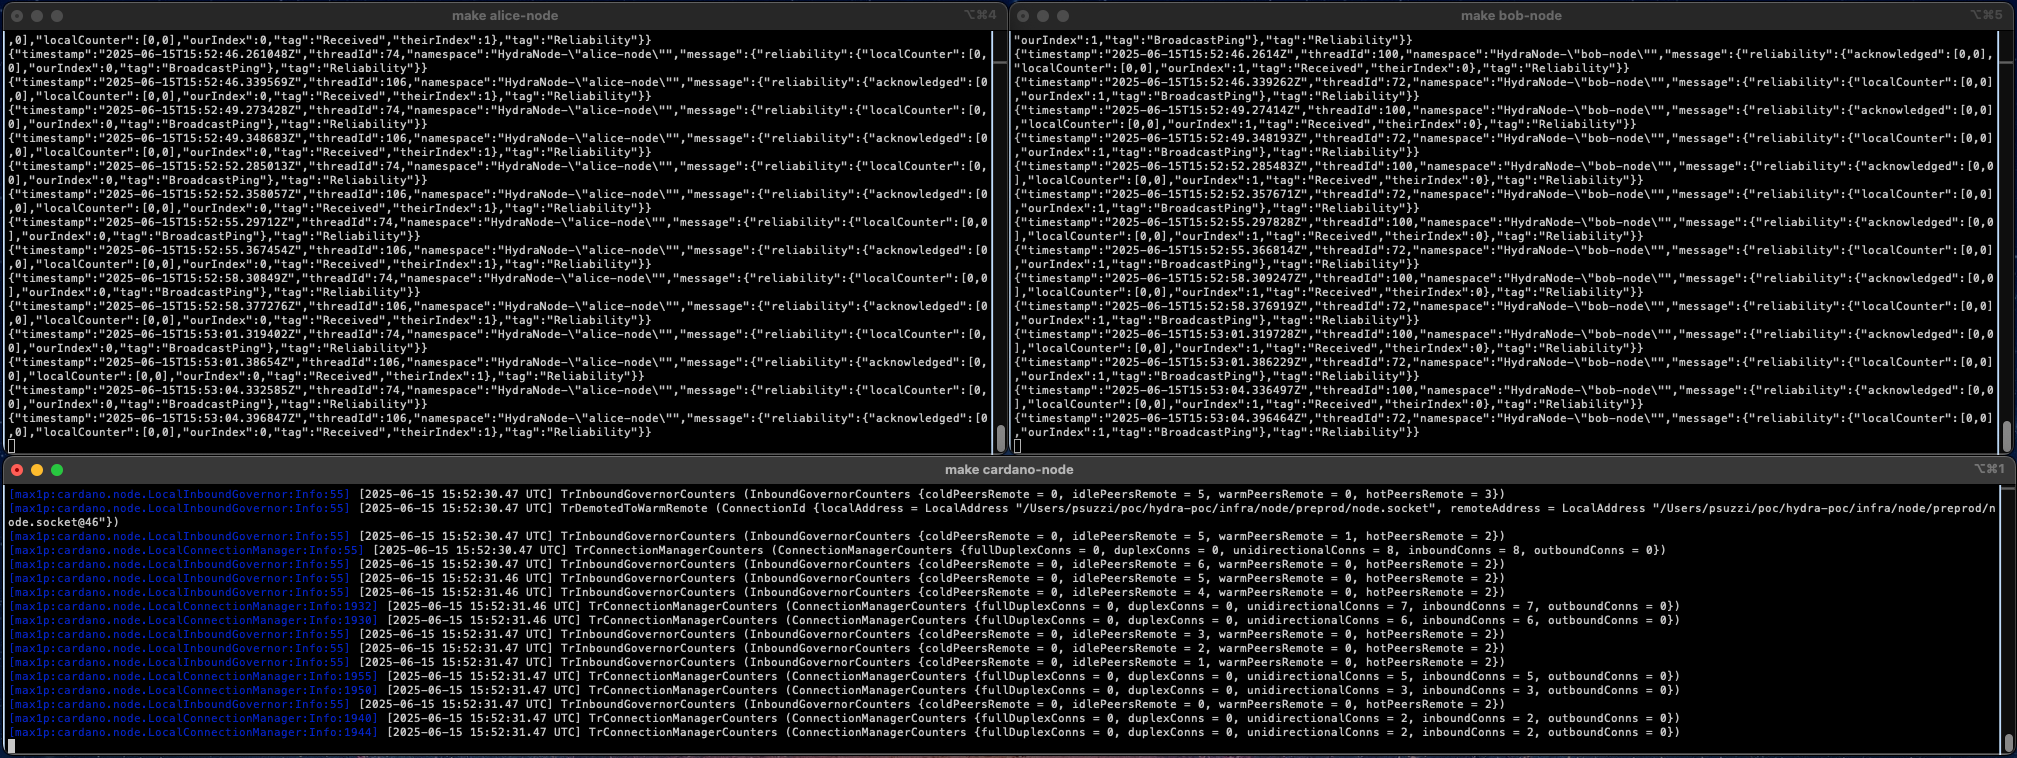 make alice-node
⌥⌘4
,0],"localCounter":[0,0],"ourIndex":0,"tag":"Received","theirIndex":1},"tag":"Reliability"}}
{"timestamp":"2025-06-15T15:52:46.261048Z","threadId":74,"namespace":"HydraNode-\"alice-node\"","message":{"reliability":{"localCounter":[0,
0],"ourIndex":0,"tag":"BroadcastPing"},"tag":"Reliability"}}
{"timestamp":"2025-06-15T15:52:46.339569Z","threadId":106,"namespace":"HydraNode-\"alice-node\"","message":{"reliability":{"acknowledged":[0
,0],"localCounter":[0,0],"ourIndex":0,"tag":"Received","theirIndex":1},"tag":"Reliability"}}
{"timestamp":"2025-06-15T15:52:49.273428Z","threadId":74,"namespace":"HydraNode-\"alice-node\"","message":{"reliability":{"localCounter":[0,
0],"ourIndex":0,"tag":"BroadcastPing"},"tag":"Reliability"}}
{"timestamp":"2025-06-15T15:52:49.348683Z","threadId":106,"namespace":"HydraNode-\"alice-node\"","message":{"reliability":{"acknowledged":[0
,0],"localCounter":[0,0],"ourIndex":0,"tag":"Received","theirIndex":1},"tag":"Reliability"}}
{"timestamp":"2025-06-15T15:52:52.285013Z","threadId":74,"namespace":"HydraNode-\"alice-node\"","message":{"reliability":{"localCounter":[0,
0],"ourIndex":0,"tag":"BroadcastPing"},"tag":"Reliability"}}
{"timestamp":"2025-06-15T15:52:52.358057Z","threadId":106,"namespace":"HydraNode-\"alice-node\"","message":{"reliability":{"acknowledged":[0
,0],"localCounter":[0,0],"ourIndex":0,"tag":"Received","theirIndex":1},"tag":"Reliability"}}
{"timestamp":"2025-06-15T15:52:55.29712Z","threadId":74,"namespace":"HydraNode-\"alice-node\"","message":{"reliability":{"localCounter":[0,0
],"ourIndex":0,"tag":"BroadcastPing"},"tag":"Reliability"}}
{"timestamp":"2025-06-15T15:52:55.367454Z","threadId":106,"namespace":"HydraNode-\"alice-node\"","message":{"reliability":{"acknowledged":[0
,0],"localCounter":[0,0],"ourIndex":0,"tag":"Received","theirIndex":1},"tag":"Reliability"}}
{"timestamp":"2025-06-15T15:52:58.30849Z","threadId":74,"namespace":"HydraNode-\"alice-node\"","message":{"reliability":{"localCounter":[0,0
],"ourIndex":0,"tag":"BroadcastPing"},"tag":"Reliability"}}
{"timestamp":"2025-06-15T15:52:58.377276Z","threadId":106,"namespace":"HydraNode-\"alice-node\"","message":{"reliability":{"acknowledged":[0
,0],"localCounter":[0,0],"ourIndex":0,"tag":"Received","theirIndex":1},"tag":"Reliability"}}
{"timestamp":"2025-06-15T15:53:01.319402Z","threadId":74,"namespace":"HydraNode-\"alice-node\"","message":{"reliability":{"localCounter":[0,
0],"ourIndex":0,"tag":"BroadcastPing"},"tag":"Reliability"}}
{"timestamp":"2025-06-15T15:53:01.38654Z","threadId":106,"namespace":"HydraNode-\"alice-node\"","message":{"reliability":{"acknowledged":[0,
0],"localCounter":[0,0],"ourIndex":0,"tag":"Received","theirIndex":1},"tag":"Reliability"}}
{"timestamp":"2025-06-15T15:53:04.332585Z","threadId":74,"namespace":"HydraNode-\"alice-node\"","message":{"reliability":{"localCounter":[0,
0],"ourIndex":0,"tag":"BroadcastPing"},"tag":"Reliability"}}
{"timestamp":"2025-06-15T15:53:04.396847Z","threadId":106,"namespace":"HydraNode-\"alice-node\"","message":{"reliability":{"acknowledged":[0
,0],"localCounter":[0,0],"ourIndex":0,"tag":"Received","theirIndex":1},"tag":"Reliability"}}
make bob-node
⌥⌘5
"ourIndex":1,"tag":"BroadcastPing"},"tag":"Reliability"}}
{"timestamp":"2025-06-15T15:52:46.2614Z","threadId":100,"namespace":"HydraNode-\"bob-node\"","message":{"reliability":{"acknowledged":[0,0],
"localCounter":[0,0],"ourIndex":1,"tag":"Received","theirIndex":0},"tag":"Reliability"}}
{"timestamp":"2025-06-15T15:52:46.339262Z","threadId":72,"namespace":"HydraNode-\"bob-node\"","message":{"reliability":{"localCounter":[0,0]
,"ourIndex":1,"tag":"BroadcastPing"},"tag":"Reliability"}}
{"timestamp":"2025-06-15T15:52:49.27414Z","threadId":100,"namespace":"HydraNode-\"bob-node\"","message":{"reliability":{"acknowledged":[0,0]
,"localCounter":[0,0],"ourIndex":1,"tag":"Received","theirIndex":0},"tag":"Reliability"}}
{"timestamp":"2025-06-15T15:52:49.348193Z","threadId":72,"namespace":"HydraNode-\"bob-node\"","message":{"reliability":{"localCounter":[0,0]
,"ourIndex":1,"tag":"BroadcastPing"},"tag":"Reliability"}}
{"timestamp":"2025-06-15T15:52:52.285483Z","threadId":100,"namespace":"HydraNode-\"bob-node\"","message":{"reliability":{"acknowledged":[0,0
],"localCounter":[0,0],"ourIndex":1,"tag":"Received","theirIndex":0},"tag":"Reliability"}}
{"timestamp":"2025-06-15T15:52:52.357671Z","threadId":72,"namespace":"HydraNode-\"bob-node\"","message":{"reliability":{"localCounter":[0,0]
,"ourIndex":1,"tag":"BroadcastPing"},"tag":"Reliability"}}
{"timestamp":"2025-06-15T15:52:55.297828Z","threadId":100,"namespace":"HydraNode-\"bob-node\"","message":{"reliability":{"acknowledged":[0,0
],"localCounter":[0,0],"ourIndex":1,"tag":"Received","theirIndex":0},"tag":"Reliability"}}
{"timestamp":"2025-06-15T15:52:55.366814Z","threadId":72,"namespace":"HydraNode-\"bob-node\"","message":{"reliability":{"localCounter":[0,0]
,"ourIndex":1,"tag":"BroadcastPing"},"tag":"Reliability"}}
{"timestamp":"2025-06-15T15:52:58.309247Z","threadId":100,"namespace":"HydraNode-\"bob-node\"","message":{"reliability":{"acknowledged":[0,0
],"localCounter":[0,0],"ourIndex":1,"tag":"Received","theirIndex":0},"tag":"Reliability"}}
{"timestamp":"2025-06-15T15:52:58.376919Z","threadId":72,"namespace":"HydraNode-\"bob-node\"","message":{"reliability":{"localCounter":[0,0]
,"ourIndex":1,"tag":"BroadcastPing"},"tag":"Reliability"}}
{"timestamp":"2025-06-15T15:53:01.319728Z","threadId":100,"namespace":"HydraNode-\"bob-node\"","message":{"reliability":{"acknowledged":[0,0
],"localCounter":[0,0],"ourIndex":1,"tag":"Received","theirIndex":0},"tag":"Reliability"}}
{"timestamp":"2025-06-15T15:53:01.386229Z","threadId":72,"namespace":"HydraNode-\"bob-node\"","message":{"reliability":{"localCounter":[0,0]
,"ourIndex":1,"tag":"BroadcastPing"},"tag":"Reliability"}}
{"timestamp":"2025-06-15T15:53:04.336497Z","threadId":100,"namespace":"HydraNode-\"bob-node\"","message":{"reliability":{"acknowledged":[0,0
],"localCounter":[0,0],"ourIndex":1,"tag":"Received","theirIndex":0},"tag":"Reliability"}}
{"timestamp":"2025-06-15T15:53:04.396464Z","threadId":72,"namespace":"HydraNode-\"bob-node\"","message":{"reliability":{"localCounter":[0,0]
,"ourIndex":1,"tag":"BroadcastPing"},"tag":"Reliability"}}
make cardano-node
⌥⌘1
[max1p:cardano.node.LocalInboundGovernor:Info:55] [2025-06-15 15:52:30.47 UTC] TrInboundGovernorCounters (InboundGovernorCounters {coldPeersRemote = 0, idlePeersRemote = 5, warmPeersRemote = 0, hotPeersRemote = 3})
[max1p:cardano.node.LocalInboundGovernor:Info:55] [2025-06-15 15:52:30.47 UTC] TrDemotedToWarmRemote (ConnectionId {localAddress = LocalAddress "/Users/psuzzi/poc/hydra-poc/infra/node/preprod/node.socket", remoteAddress = LocalAddress "/Users/psuzzi/poc/hydra-poc/infra/node/preprod/n
ode.socket@46"})
[max1p:cardano.node.LocalInboundGovernor:Info:55] [2025-06-15 15:52:30.47 UTC] TrInboundGovernorCounters (InboundGovernorCounters {coldPeersRemote = 0, idlePeersRemote = 5, warmPeersRemote = 1, hotPeersRemote = 2})
[max1p:cardano.node.LocalConnectionManager:Info:55] [2025-06-15 15:52:30.47 UTC] TrConnectionManagerCounters (ConnectionManagerCounters {fullDuplexConns = 0, duplexConns = 0, unidirectionalConns = 8, inboundConns = 8, outboundConns = 0})
[max1p:cardano.node.LocalInboundGovernor:Info:55] [2025-06-15 15:52:30.47 UTC] TrInboundGovernorCounters (InboundGovernorCounters {coldPeersRemote = 0, idlePeersRemote = 6, warmPeersRemote = 0, hotPeersRemote = 2})
[max1p:cardano.node.LocalInboundGovernor:Info:55] [2025-06-15 15:52:31.46 UTC] TrInboundGovernorCounters (InboundGovernorCounters {coldPeersRemote = 0, idlePeersRemote = 5, warmPeersRemote = 0, hotPeersRemote = 2})
[max1p:cardano.node.LocalInboundGovernor:Info:55] [2025-06-15 15:52:31.46 UTC] TrInboundGovernorCounters (InboundGovernorCounters {coldPeersRemote = 0, idlePeersRemote = 4, warmPeersRemote = 0, hotPeersRemote = 2})
[max1p:cardano.node.LocalConnectionManager:Info:1932] [2025-06-15 15:52:31.46 UTC] TrConnectionManagerCounters (ConnectionManagerCounters {fullDuplexConns = 0, duplexConns = 0, unidirectionalConns = 7, inboundConns = 7, outboundConns = 0})
[max1p:cardano.node.LocalConnectionManager:Info:1930] [2025-06-15 15:52:31.46 UTC] TrConnectionManagerCounters (ConnectionManagerCounters {fullDuplexConns = 0, duplexConns = 0, unidirectionalConns = 6, inboundConns = 6, outboundConns = 0})
[max1p:cardano.node.LocalInboundGovernor:Info:55] [2025-06-15 15:52:31.47 UTC] TrInboundGovernorCounters (InboundGovernorCounters {coldPeersRemote = 0, idlePeersRemote = 3, warmPeersRemote = 0, hotPeersRemote = 2})
[max1p:cardano.node.LocalInboundGovernor:Info:55] [2025-06-15 15:52:31.47 UTC] TrInboundGovernorCounters (InboundGovernorCounters {coldPeersRemote = 0, idlePeersRemote = 2, warmPeersRemote = 0, hotPeersRemote = 2})
[max1p:cardano.node.LocalInboundGovernor:Info:55] [2025-06-15 15:52:31.47 UTC] TrInboundGovernorCounters (InboundGovernorCounters {coldPeersRemote = 0, idlePeersRemote = 1, warmPeersRemote = 0, hotPeersRemote = 2})
[max1p:cardano.node.LocalConnectionManager:Info:1955] [2025-06-15 15:52:31.47 UTC] TrConnectionManagerCounters (ConnectionManagerCounters {fullDuplexConns = 0, duplexConns = 0, unidirectionalConns = 5, inboundConns = 5, outboundConns = 0})
[max1p:cardano.node.LocalConnectionManager:Info:1950] [2025-06-15 15:52:31.47 UTC] TrConnectionManagerCounters (ConnectionManagerCounters {fullDuplexConns = 0, duplexConns = 0, unidirectionalConns = 3, inboundConns = 3, outboundConns = 0})
[max1p:cardano.node.LocalInboundGovernor:Info:55] [2025-06-15 15:52:31.47 UTC] TrInboundGovernorCounters (InboundGovernorCounters {coldPeersRemote = 0, idlePeersRemote = 0, warmPeersRemote = 0, hotPeersRemote = 2})
[max1p:cardano.node.LocalConnectionManager:Info:1940] [2025-06-15 15:52:31.47 UTC] TrConnectionManagerCounters (ConnectionManagerCounters {fullDuplexConns = 0, duplexConns = 0, unidirectionalConns = 2, inboundConns = 2, outboundConns = 0})
[max1p:cardano.node.LocalConnectionManager:Info:1944] [2025-06-15 15:52:31.47 UTC] TrConnectionManagerCounters (ConnectionManagerCounters {fullDuplexConns = 0, duplexConns = 0, unidirectionalConns = 2, inboundConns = 2, outboundConns = 0})